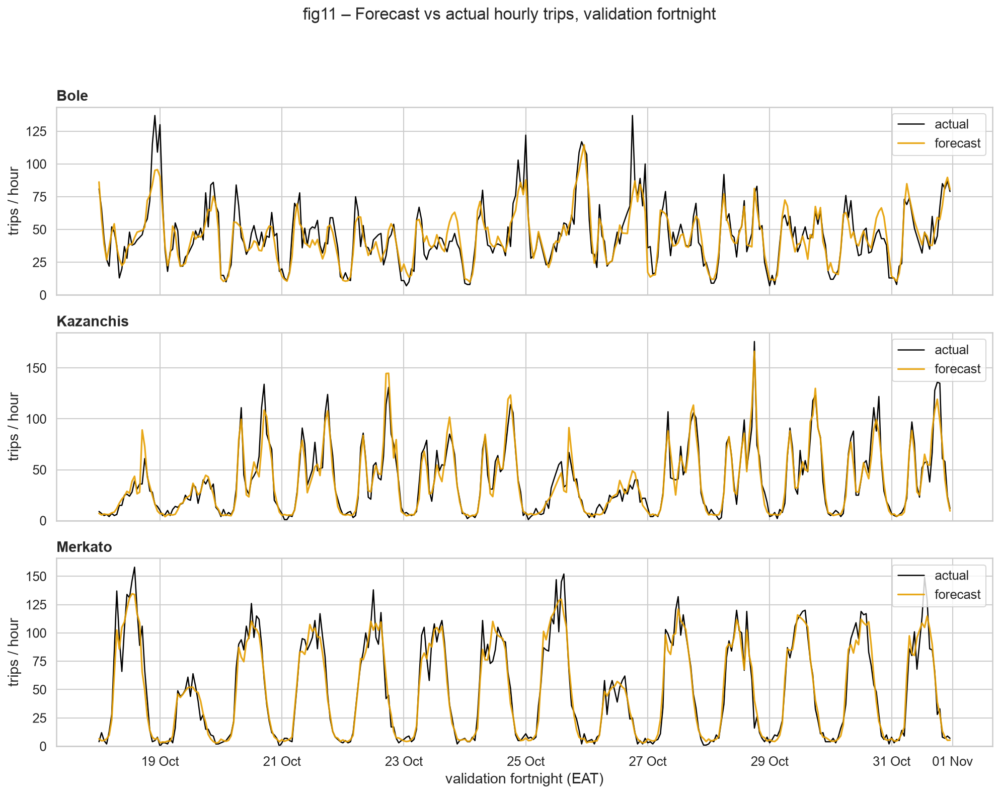 fig11 – Forecast vs actual hourly trips, validation fortnight
Bole
trips / hour
125
100
75
50
25
0
actual
forecast
Kazanchis
trips / hour
150
100
50
0
actual
forecast
Merkato
trips / hour
150
125
100
75
50
25
0
actual
forecast
19 Oct
21 Oct
23 Oct
25 Oct
27 Oct
29 Oct
31 Oct
01 Nov
validation fortnight (EAT)